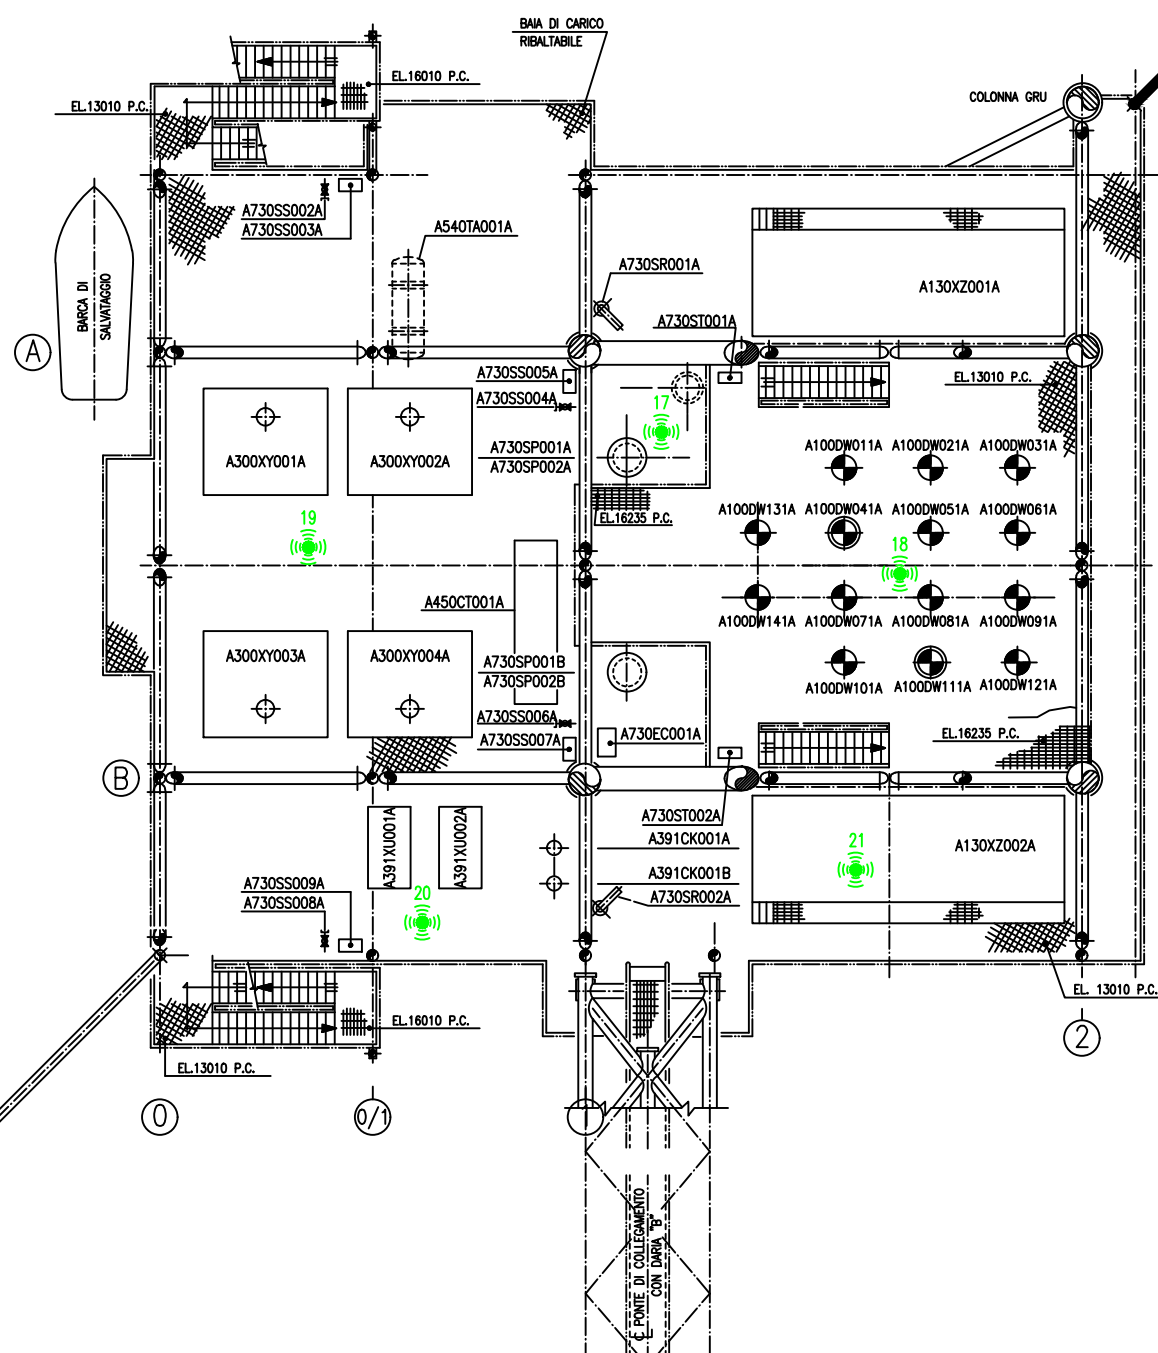 BAIA DI CARICO
RIBALTABILE
EL.16010 P.C.
EL.13010 P.C.
COLONNA GRU
A730SS002A
A730SS003A
A540TA001A
BARCA DI
SALVATAGGIO
A730SR001A
A730ST001A
A130XZ001A
A
A730SS005A
A730SS004A
EL.13010 P.C.
17
A300XY001A
A300XY002A
A730SP001A
A730SP002A
A100DW011A
A100DW021A
A100DW031A
EL.16235 P.C.
19
A100DW131A
A100DW041A
A100DW051A
A100DW061A
18
A450CT001A
A100DW141A
A100DW071A
A100DW081A
A100DW091A
A300XY003A
A300XY004A
A730SP001B
A730SP002B
A100DW101A
A100DW111A
A100DW121A
A730SS006A
A730SS007A
A730EC001A
EL.16235 P.C.
B
A730ST002A
A391XU001A
A391XU002A
A391CK001A
21
A130XZ002A
A391CK001B
A730SR002A
A730SS009A
A730SS008A
20
EL. 13010 P.C.
EL.16010 P.C.
EL.13010 P.C.
2
0
0/1
C PONTE DI COLLEGAMENTO
CON DARIA "B"